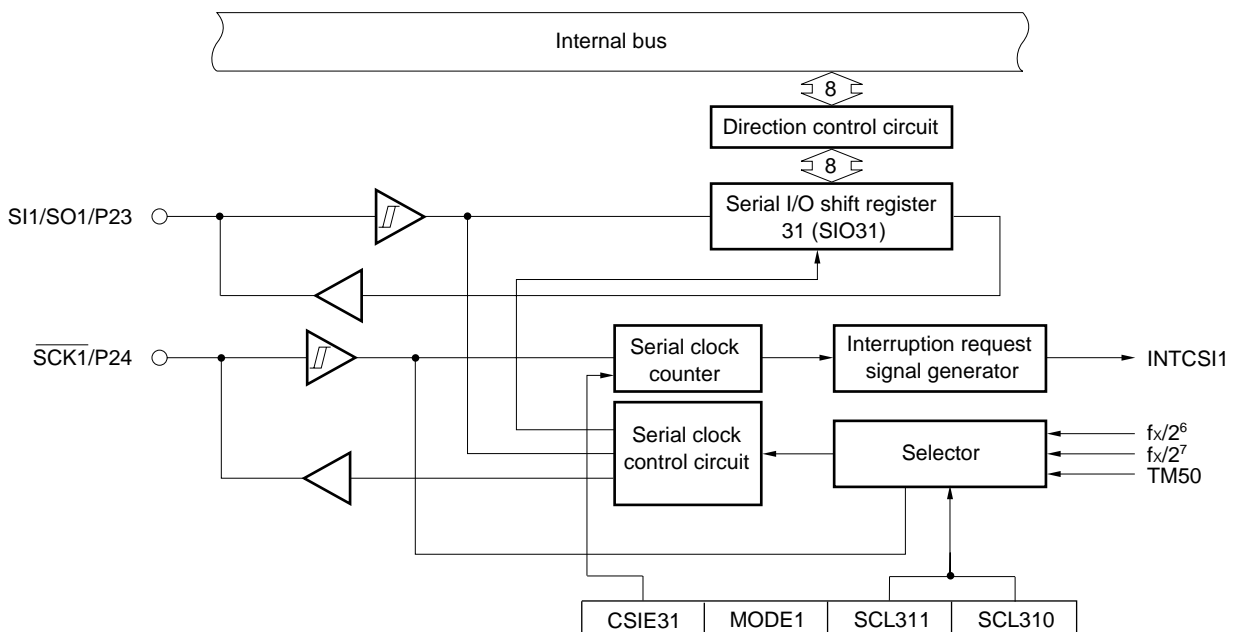 Internal bus
8
Direction control circuit
8
SI1/SO1/P23
Serial I/O shift register
31 (SIO31)
SCK1/P24
Serial clock
counter
Interruption request
signal generator
INTCSI1
Serial clock
control circuit
Selector
fX/2⁶
fX/2⁷
TM50
CSIE31 MODE1 SCL311 SCL310